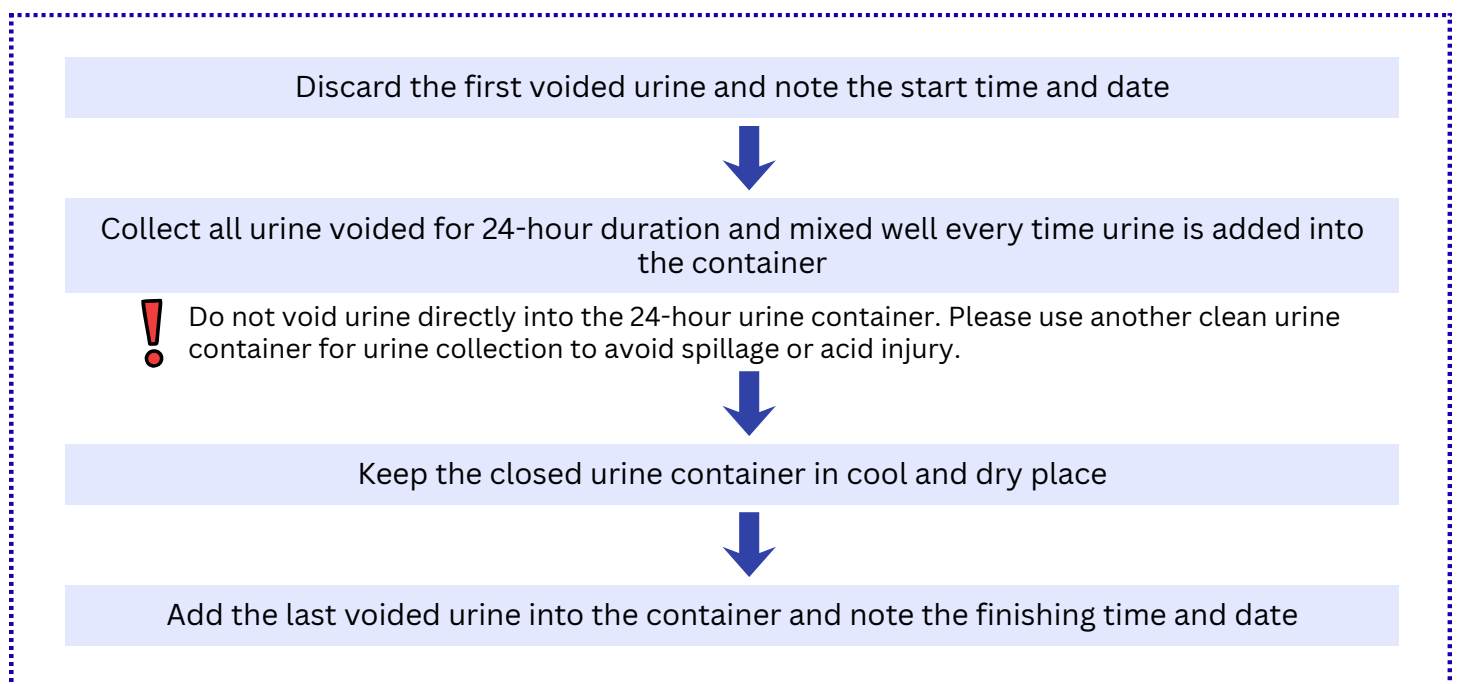 Discard the first voided urine and note the start time and date
Collect all urine voided for 24-hour duration and mixed well every time urine is added into
the container
Do not void urine directly into the 24-hour urine container. Please use another clean urine
container for urine collection to avoid spillage or acid injury.
Keep the closed urine container in cool and dry place
Add the last voided urine into the container and note the finishing time and date